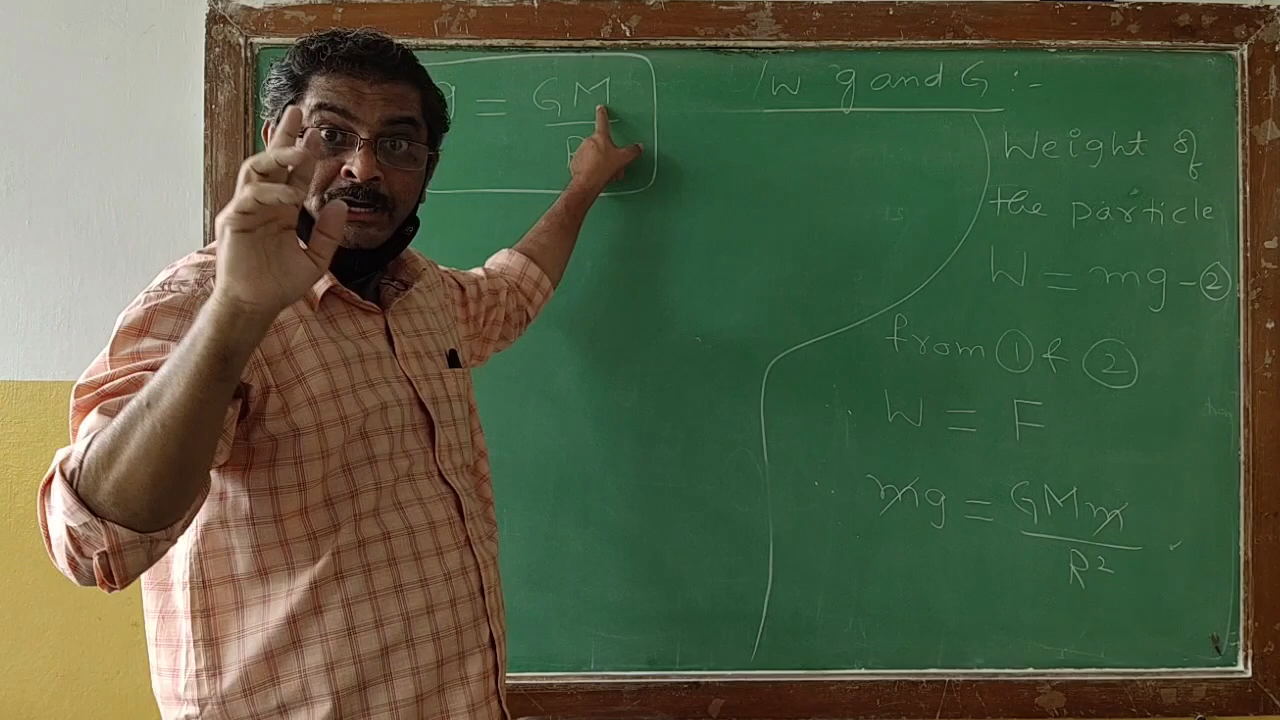 g = GM
R
/W g and G :-
Weight of
the particle
W = mg - ②
from ① & ②
W = F
mg = GMm
R²